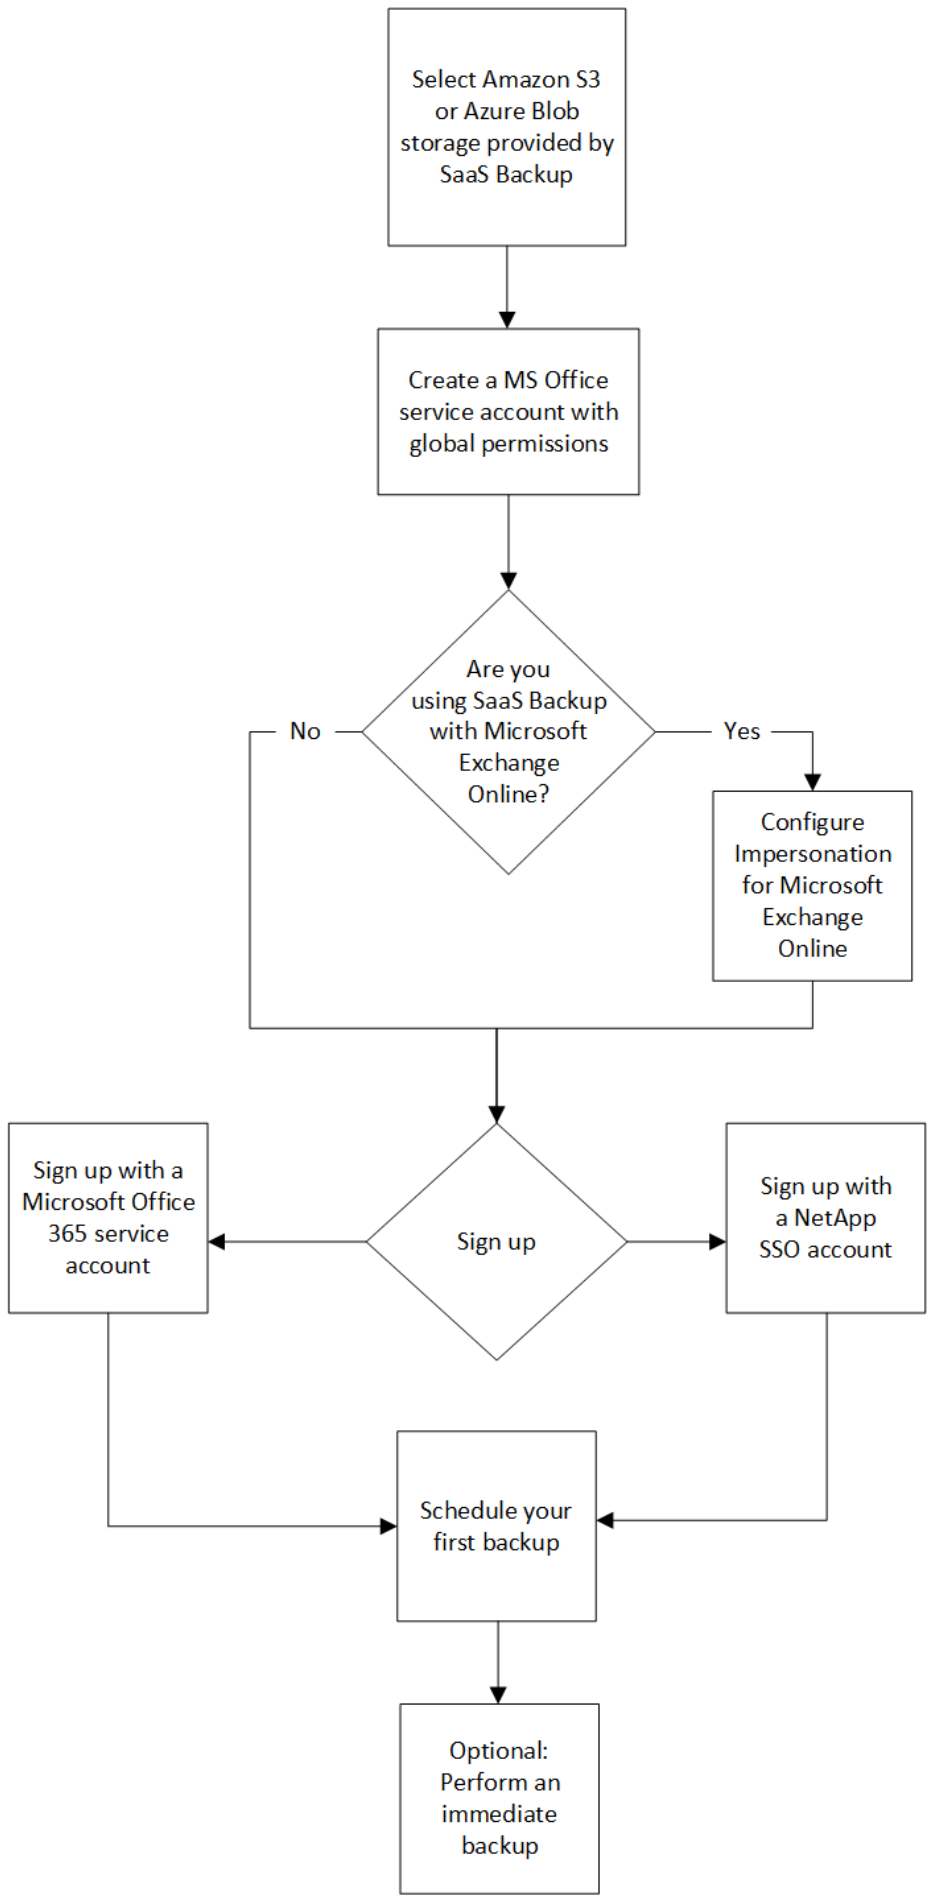 Select Amazon S3
or Azure Blob
storage provided by
SaaS Backup
Create a MS Office
service account with
global permissions
Are you
using SaaS Backup
with Microsoft
Exchange
Online?
No
Yes
Configure
Impersonation
for Microsoft
Exchange
Online
Sign up with a
Microsoft Office
365 service
account
Sign up
Sign up with
a NetApp
SSO account
Schedule your
first backup
Optional:
Perform an
immediate
backup